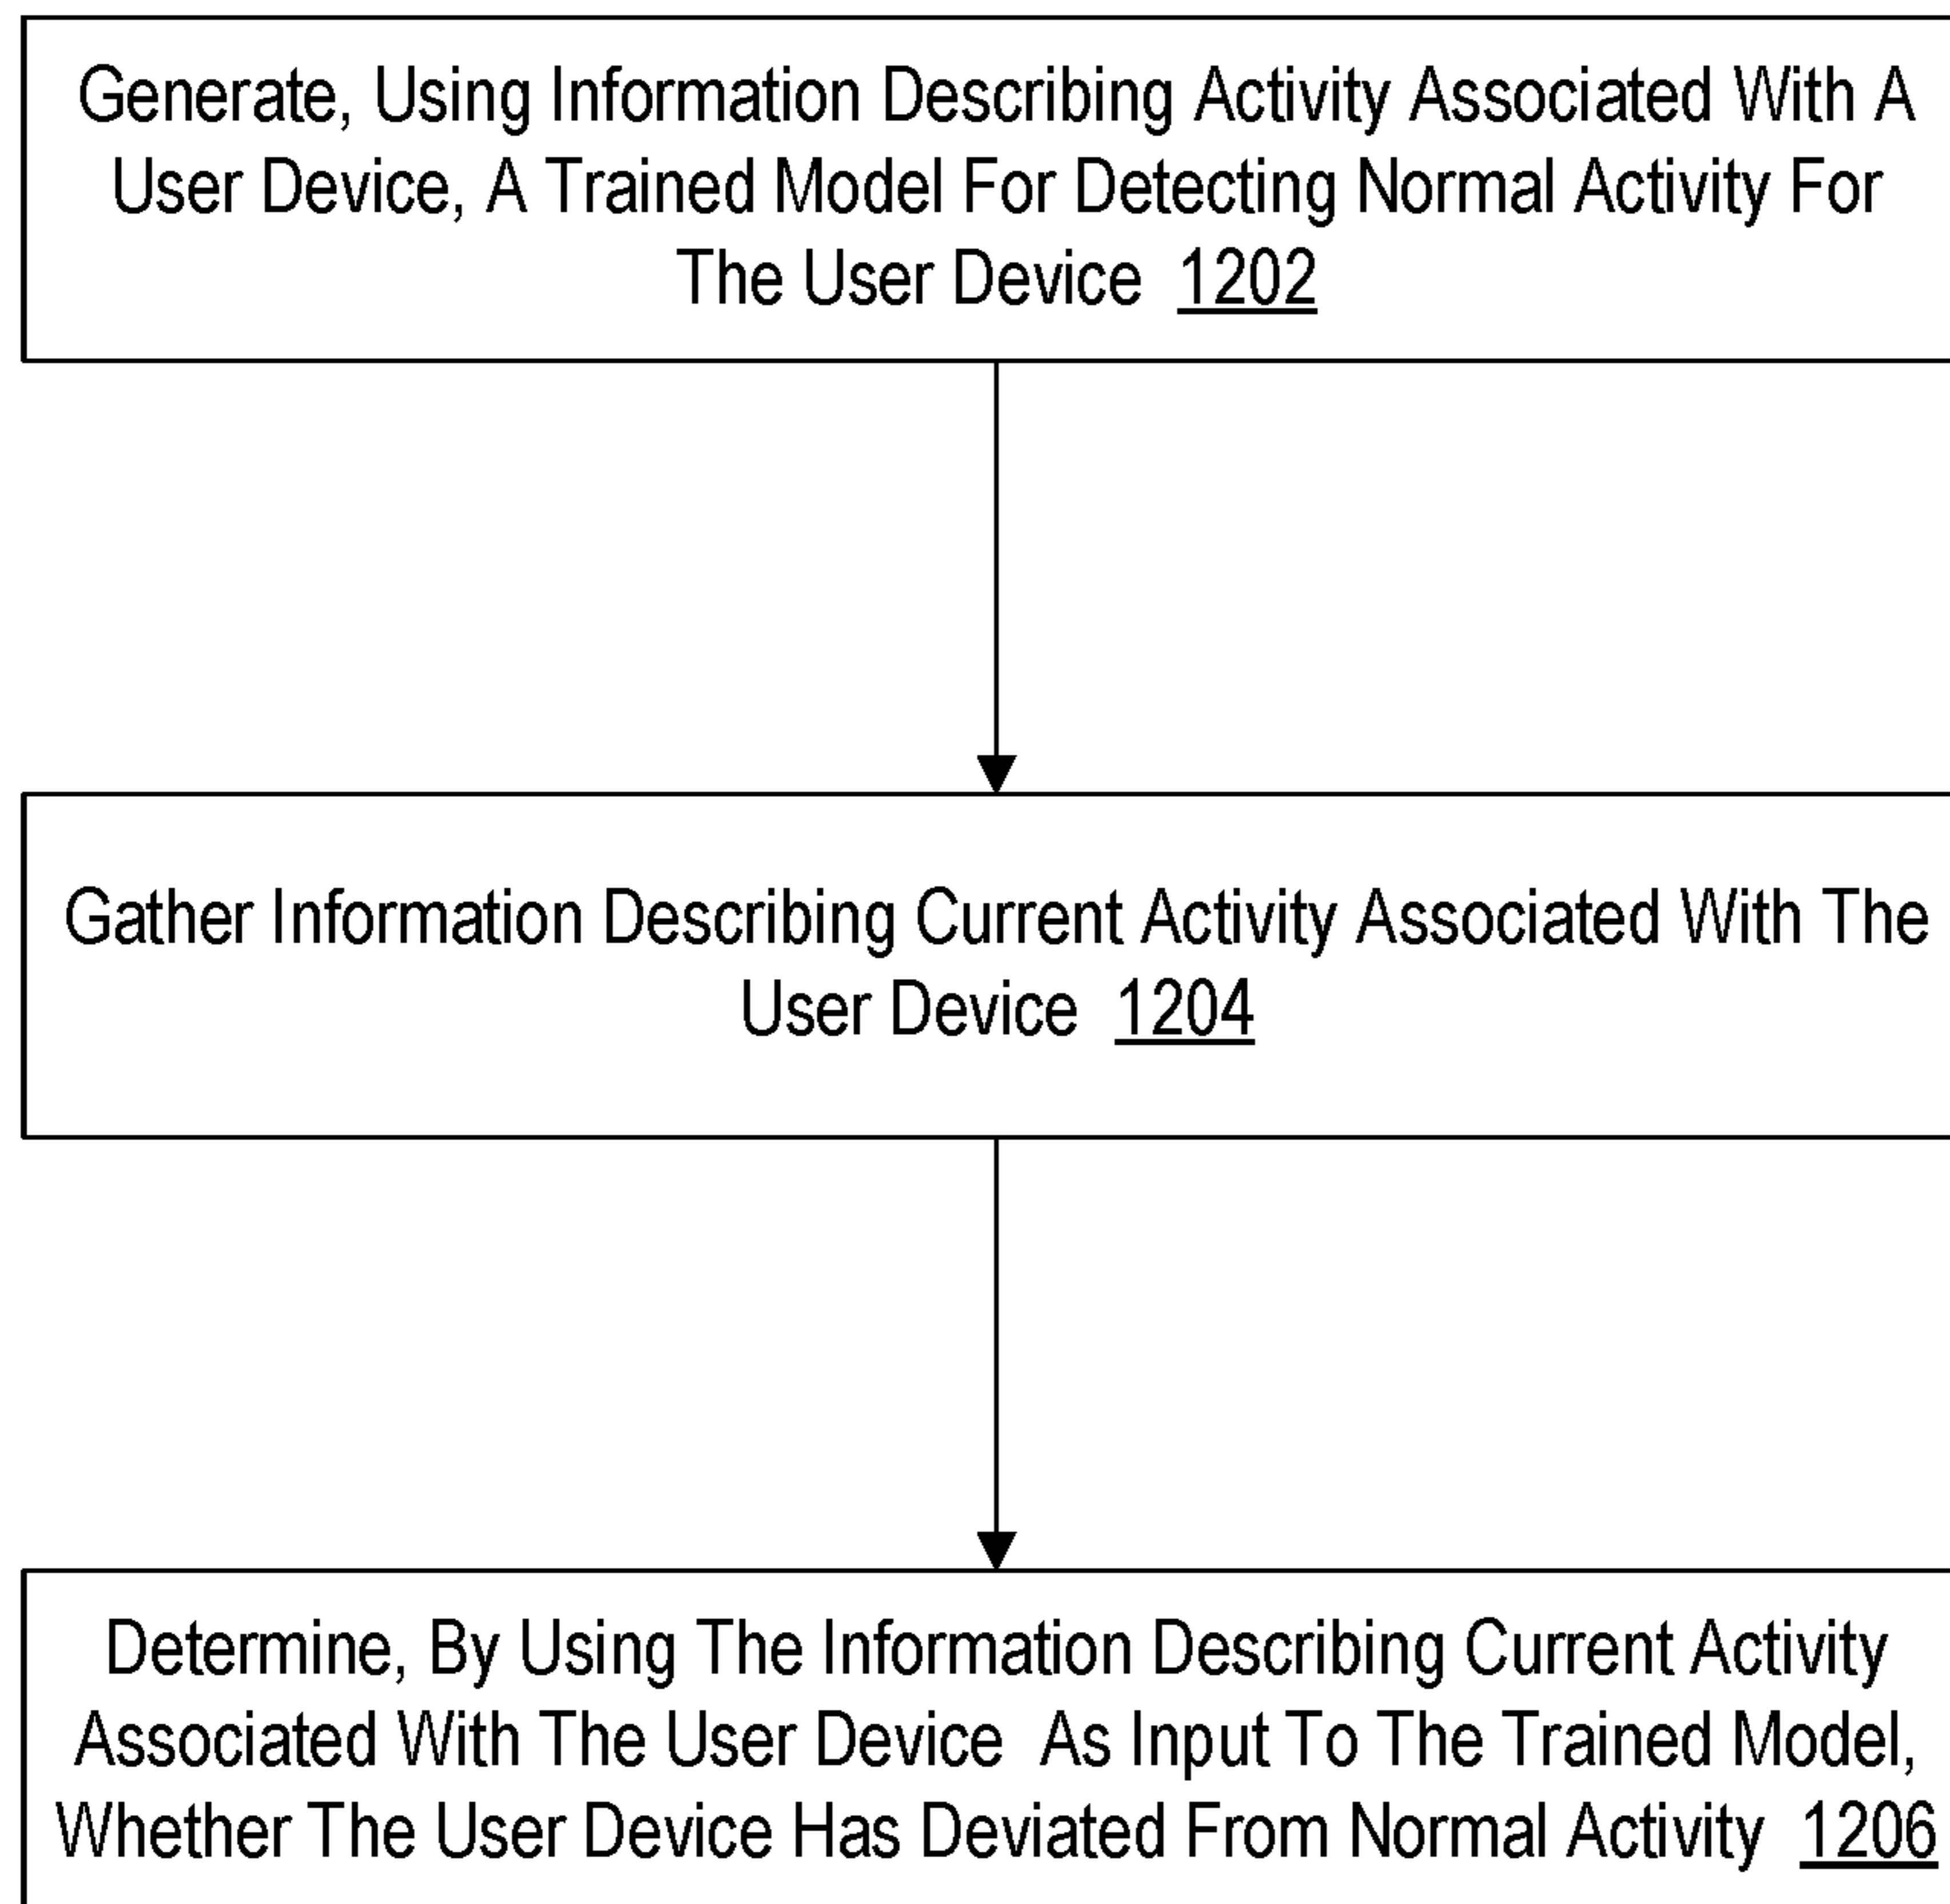 Generate, Using Information Describing Activity Associated With A
User Device, A Trained Model For Detecting Normal Activity For
The User Device 1202
Gather Information Describing Current Activity Associated With The
User Device 1204
Determine, By Using The Information Describing Current Activity
Associated With The User Device As Input To The Trained Model,
Whether The User Device Has Deviated From Normal Activity 1206